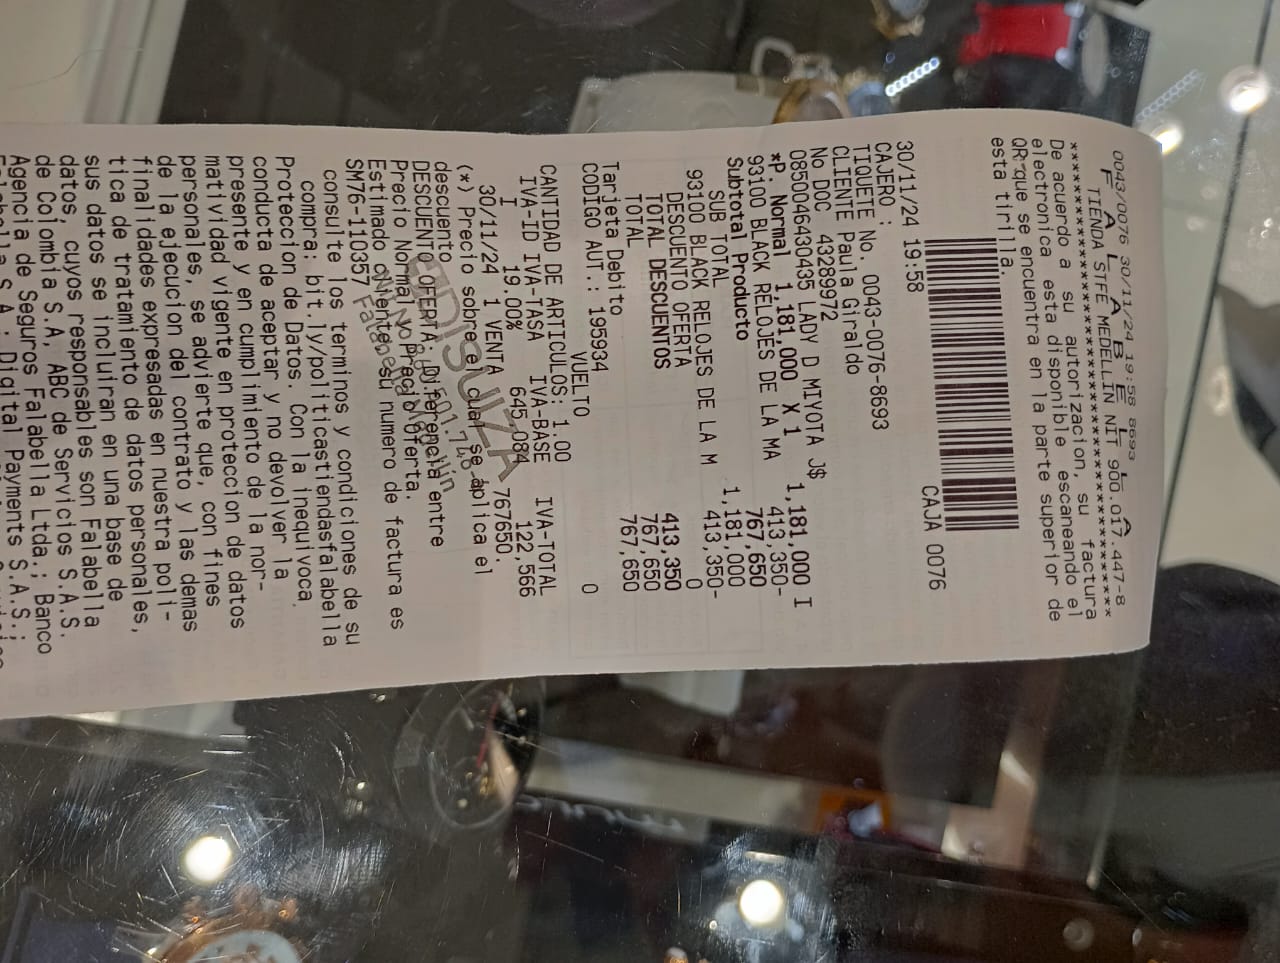 0043/0076 30/11/24 19:58 8693
F A L A B E L L A
TIENDA STFE MEDELLIN NIT 900.017.447-8
****************************************
De acuerdo a su autorizacion, su factura
electronica esta disponible escaneando el
QR que se encuentra en la parte superior de
esta tirilla.
30/11/24 19:58 CAJA 0076
CAJERO :
TIQUETE No. 0043-0076-8693
CLIENTE Paula Giraldo
No DOC 43289972
0850046430435 LADY D MIYOTA J$ 1,181,000 I
*P. Normal 1,181,000 X 1 413,350-
93100 BLACK RELOJES DE LA MA
Subtotal Producto 767,650
SUB TOTAL 1,181,000
93100 BLACK RELOJES DE LA M 413,350-
DESCUENTO OFERTA 0
TOTAL DESCUENTOS 413,350
TOTAL 767,650
Tarjeta Debito 767,650
CODIGO AUT.: 195934
VUELTO 0
CANTIDAD DE ARTICULOS: 1.00
IVA-ID IVA-TASA IVA-BASE IVA-TOTAL
I 19.00% 645,084 122,566
30/11/24 1 VENTA 767650.
(*) Precio sobre el cual se aplica el
descuento
DESCUENTO OFERTA: Diferencia entre
Precio Normal y Precio Oferta.
Estimado cliente, su numero de factura es
SM76-110357
EDISUIZA
Falabella
consulte los terminos y condiciones de su
compra: bit.ly/politicastiendasfalabella
Proteccion de Datos. Con la inequivoca
conducta de aceptar y no devolver la
presente y en cumplimiento de la nor-
matividad vigente en proteccion de datos
personales, se advierte que, con fines
de la ejecucion del contrato y las demas
finalidades expresadas en nuestra poli-
tica de tratamiento de datos personales,
sus datos se incluiran en una base de
datos, cuyos responsables son Falabella
de Colombia S.A, ABC de Servicios S.A.S.
Agencia de Seguros Falabella Ltda.; Banco
Falabella S.A.; Digital Payments S.A.S.;